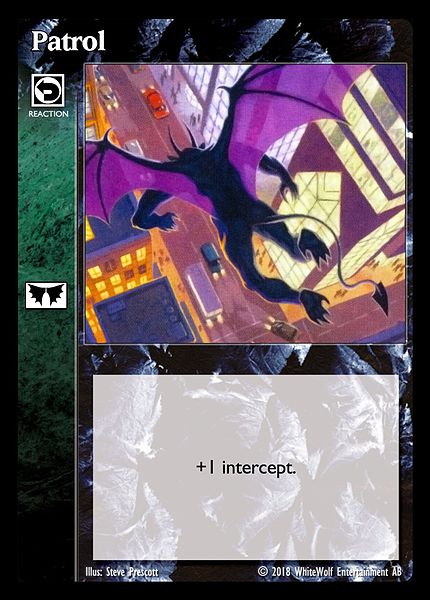 Patrol
REACTION
+1 intercept.
Illus: Steve Prescott © 2018 WhiteWolf Entertainment AB